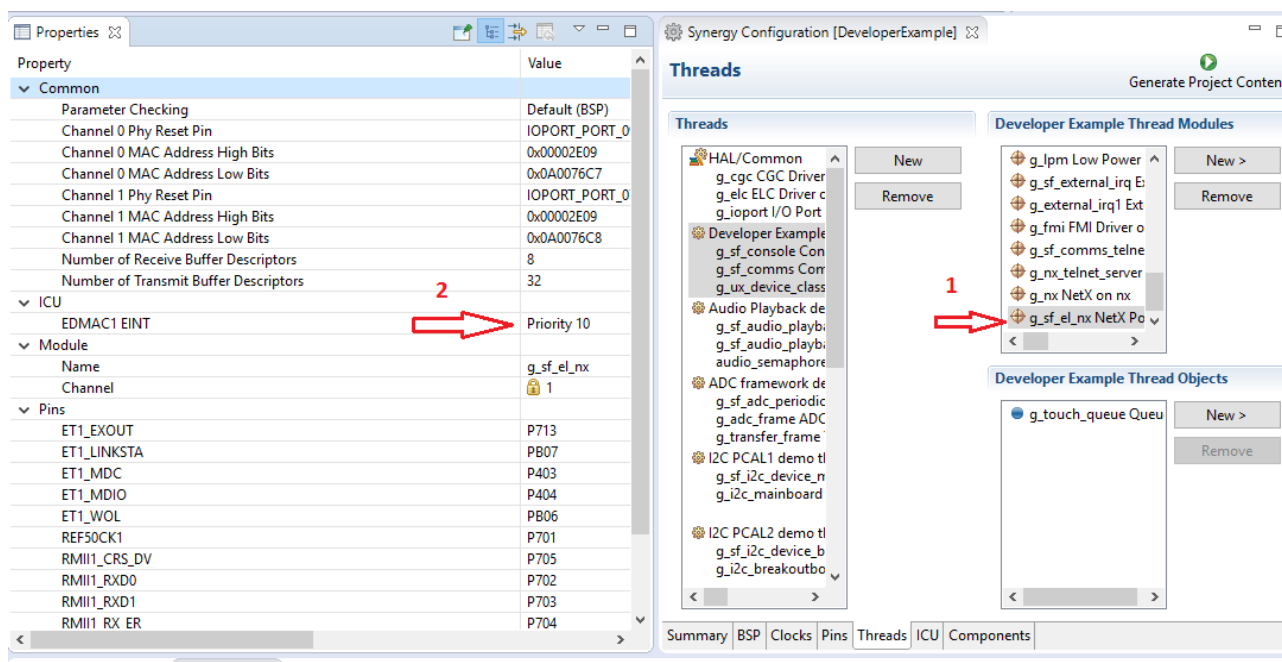 Properties
Property Value
Common
Parameter Checking Default (BSP)
Channel 0 Phy Reset Pin IOPORT_PORT_0
Channel 0 MAC Address High Bits 0x00002E09
Channel 0 MAC Address Low Bits 0x0A0076C7
Channel 1 Phy Reset Pin IOPORT_PORT_0
Channel 1 MAC Address High Bits 0x00002E09
Channel 1 MAC Address Low Bits 0x0A0076C8
Number of Receive Buffer Descriptors 8
Number of Transmit Buffer Descriptors 32
2
ICU
EDMAC1 EINT Priority 10
Module
Name g_sf_el_nx
Channel 1
Pins
ET1_EXOUT P713
ET1_LINKSTA PB07
ET1_MDC P403
ET1_MDIO P404
ET1_WOL PB06
REF50CK1 P701
RMII1_CRS_DV P705
RMII1_RXD0 P702
RMII1_RXD1 P703
RMII1 RX ER P704
Synergy Configuration [DeveloperExample]
Threads
Generate Project Conten
Threads
HAL/Common
g_cgc CGC Driver
g_elc ELC Driver c
g_ioport I/O Port
Developer Example
g_sf_console Con
g_sf_comms Com
g_ux_device_class
Audio Playback de
g_sf_audio_playba
g_sf_audio_playba
audio_semaphore
ADC framework de
g_sf_adc_periodic
g_adc_frame ADC
g_transfer_frame
I2C PCAL1 demo tl
g_sf_i2c_device_m
g_i2c_mainboard
I2C PCAL2 demo tl
g_sf_i2c_device_b
g_i2c_breakoutbo
New
Remove
1
Developer Example Thread Modules
g_lpm Low Power
g_sf_external_irq E
g_external_irq1 Ext
g_fmi FMI Driver o
g_sf_comms_telne
g_nx_telnet_server
g_nx NetX on nx
g_sf_el_nx NetX Po
New >
Remove
Developer Example Thread Objects
g_touch_queue Queu
New >
Remove
Summary BSP Clocks Pins Threads ICU Components